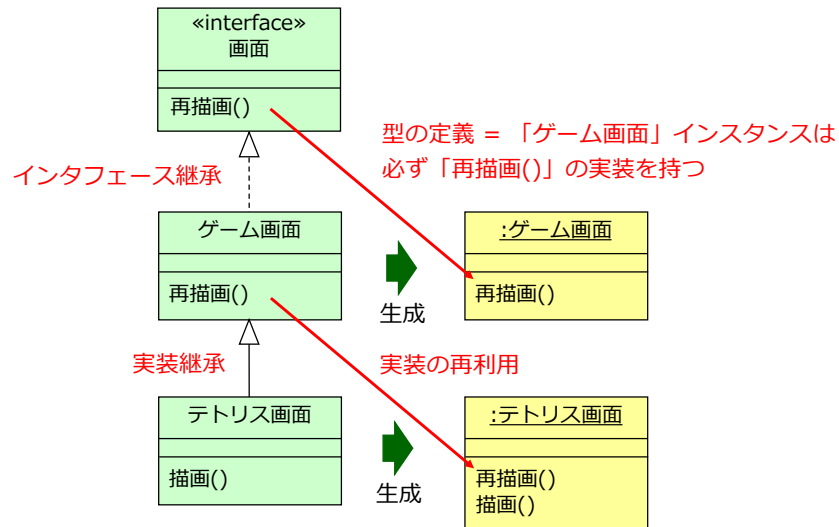 «interface»
画面
再描画()
型の定義 = 「ゲーム画面」インスタンスは
必ず「再描画()」の実装を持つ
インタフェース継承
ゲーム画面
再描画()
生成
:ゲーム画面
再描画()
実装継承
実装の再利用
テトリス画面
描画()
生成
:テトリス画面
再描画()
描画()